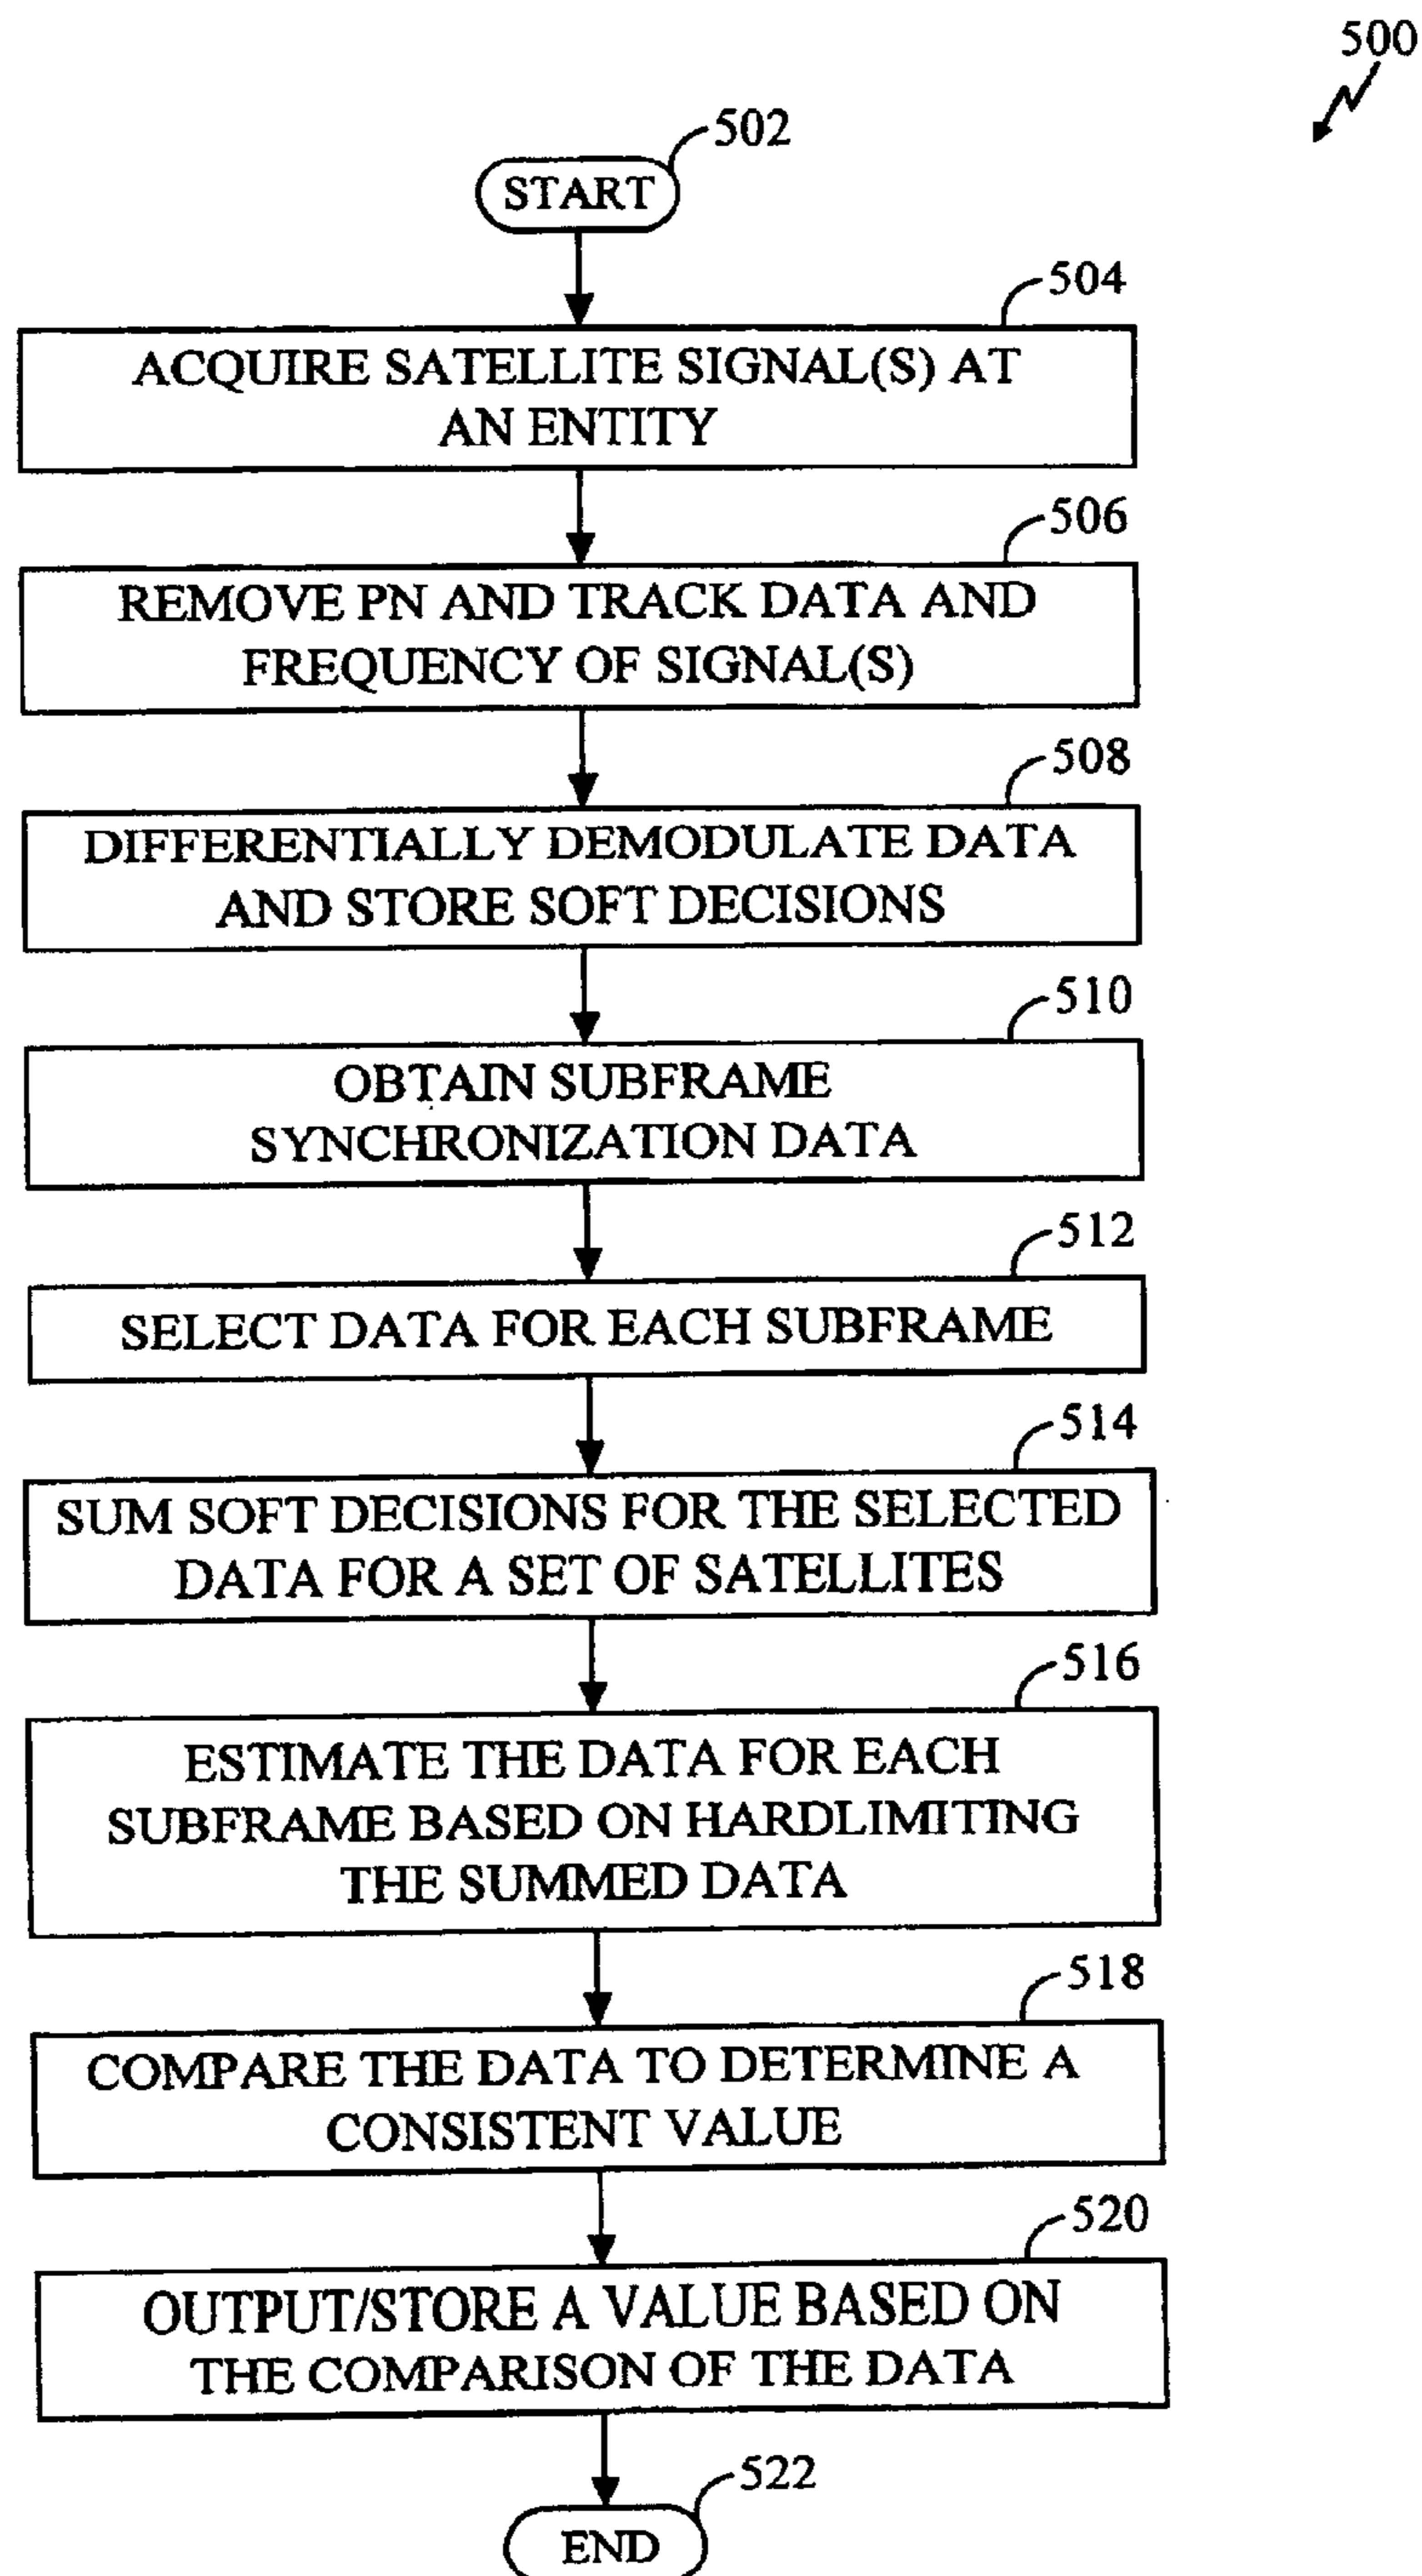 500
502
START
504
ACQUIRE SATELLITE SIGNAL(S) AT
AN ENTITY
506
REMOVE PN AND TRACK DATA AND
FREQUENCY OF SIGNAL(S)
508
DIFFERENTIALLY DEMODULATE DATA
AND STORE SOFT DECISIONS
510
OBTAIN SUBFRAME
SYNCHRONIZATION DATA
512
SELECT DATA FOR EACH SUBFRAME
514
SUM SOFT DECISIONS FOR THE SELECTED
DATA FOR A SET OF SATELLITES
516
ESTIMATE THE DATA FOR EACH
SUBFRAME BASED ON HARDLIMITING
THE SUMMED DATA
518
COMPARE THE DATA TO DETERMINE A
CONSISTENT VALUE
520
OUTPUT/STORE A VALUE BASED ON
THE COMPARISON OF THE DATA
522
END